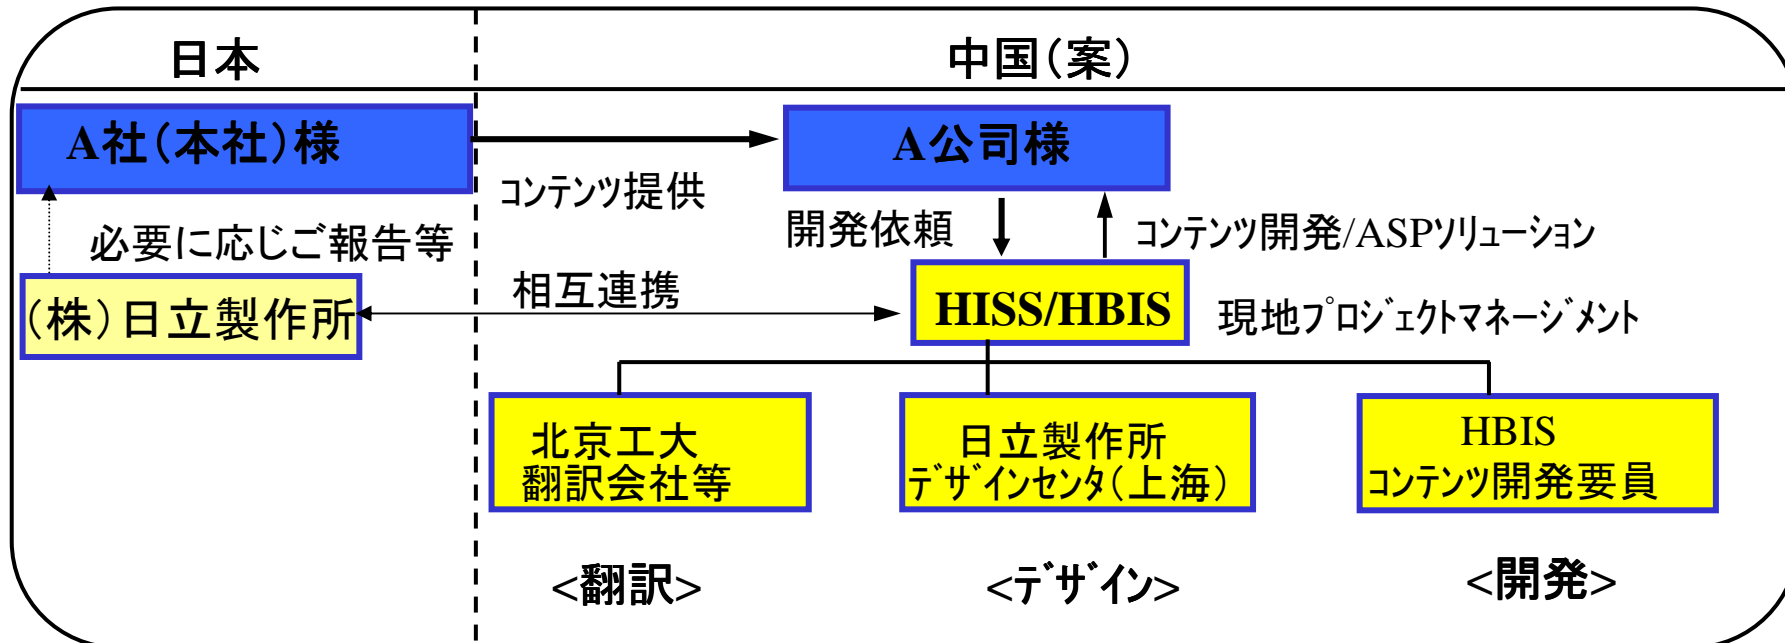 日本
中国(案)
A社(本社)様
A公司様
コンテンツ提供
開発依頼
コンテンツ開発/ASPソリューション
必要に応じご報告等
(株)日立製作所
相互連携
HISS/HBIS
現地プロジェクトマネージメント
北京工大
翻訳会社等
日立製作所
デザインセンタ(上海)
HBIS
コンテンツ開発要員
<翻訳>
<デザイン>
<開発>